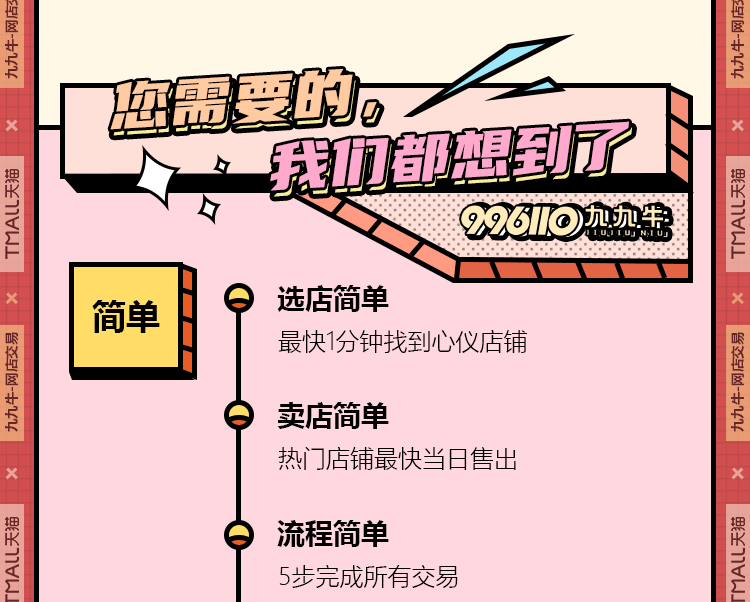 您需要的,
我们都想到了
996110 九九牛:
JIUJIUNIU
简单
选店简单
最快1分钟找到心仪店铺
卖店简单
热门店铺最快当日售出
流程简单
5步完成所有交易
九九牛-网店交易
TMALL天猫
九九牛-网店交易
TMALL天猫
九九牛-网店交易
TMALL天猫
九九牛-网店交易
TMALL天猫